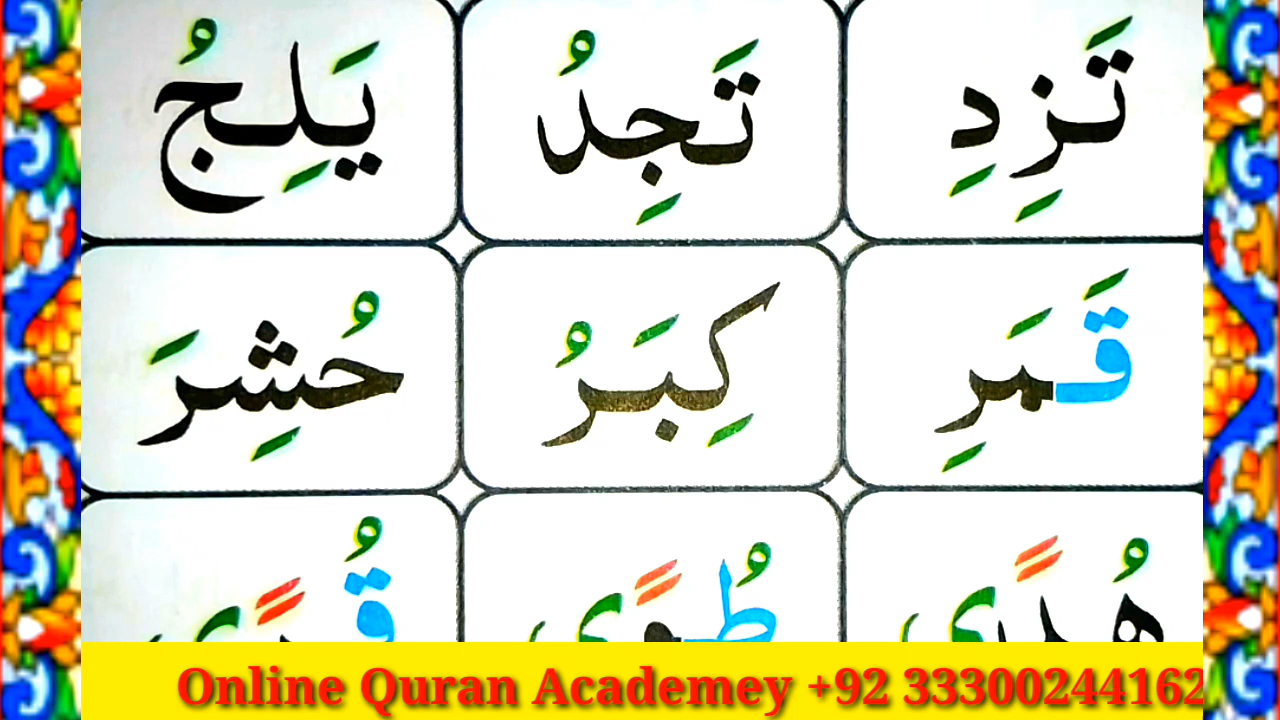 تَزِدِ تَجِدُ يَلِجُ
قَمَرِ كِبَرُ حُشِرَ
هُدًى طُوًى
Online Quran Academey +92 33300244162